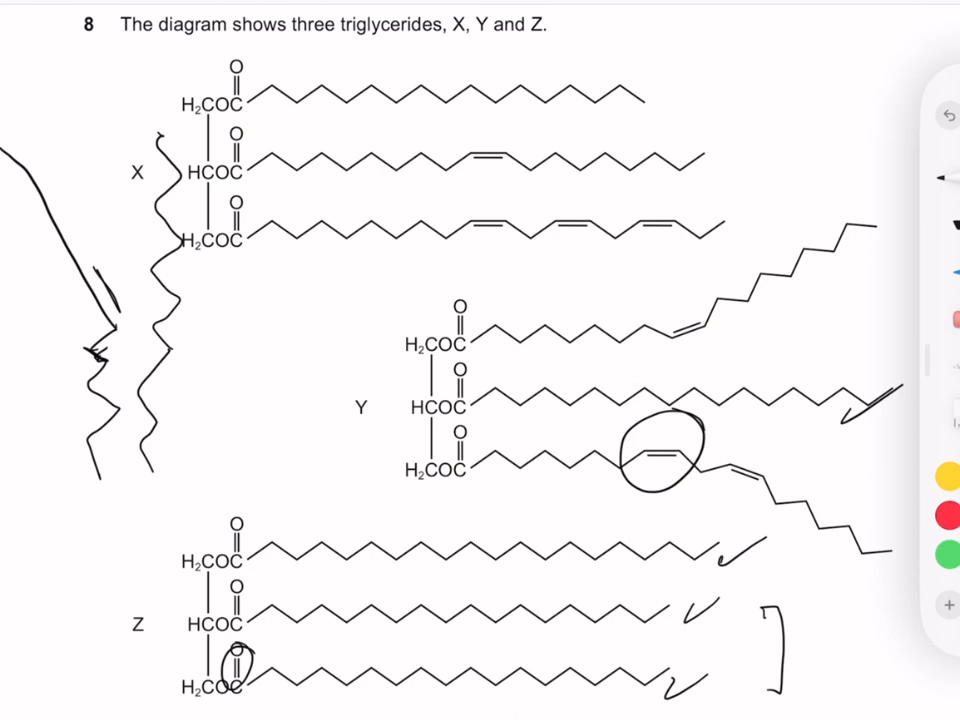 8 The diagram shows three triglycerides, X, Y and Z.
O
H₂COC
O
X HCOC
O
H₂COC
O
H₂COC
O
Y HCOC
O
H₂COC
O
H₂COC
O
Z HCOC
O
H₂COC